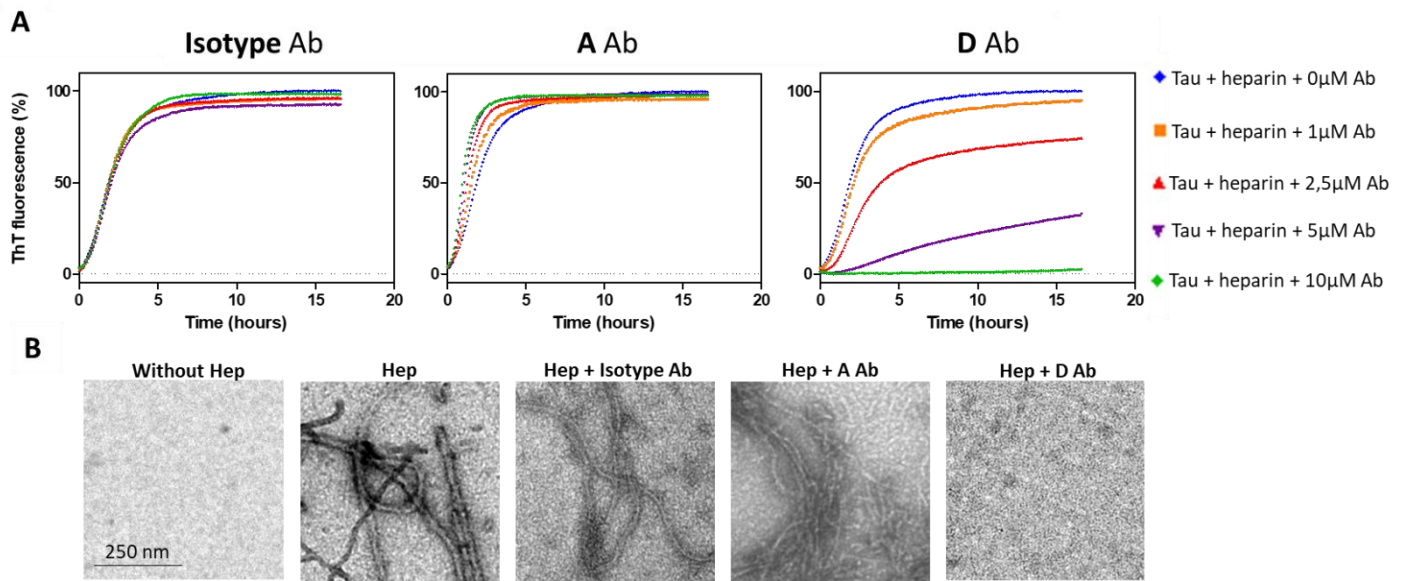 A
Isotype Ab
A Ab
D Ab
ThT fluorescence (%)
100
50
0
0 5 10 15 20
Time (hours)
100
50
0
0 5 10 15 20
Time (hours)
100
50
0
0 5 10 15 20
Time (hours)
Tau + heparin + 0µM Ab
Tau + heparin + 1µM Ab
Tau + heparin + 2,5µM Ab
Tau + heparin + 5µM Ab
Tau + heparin + 10µM Ab
B
Without Hep
Hep
Hep + Isotype Ab
Hep + A Ab
Hep + D Ab
250 nm